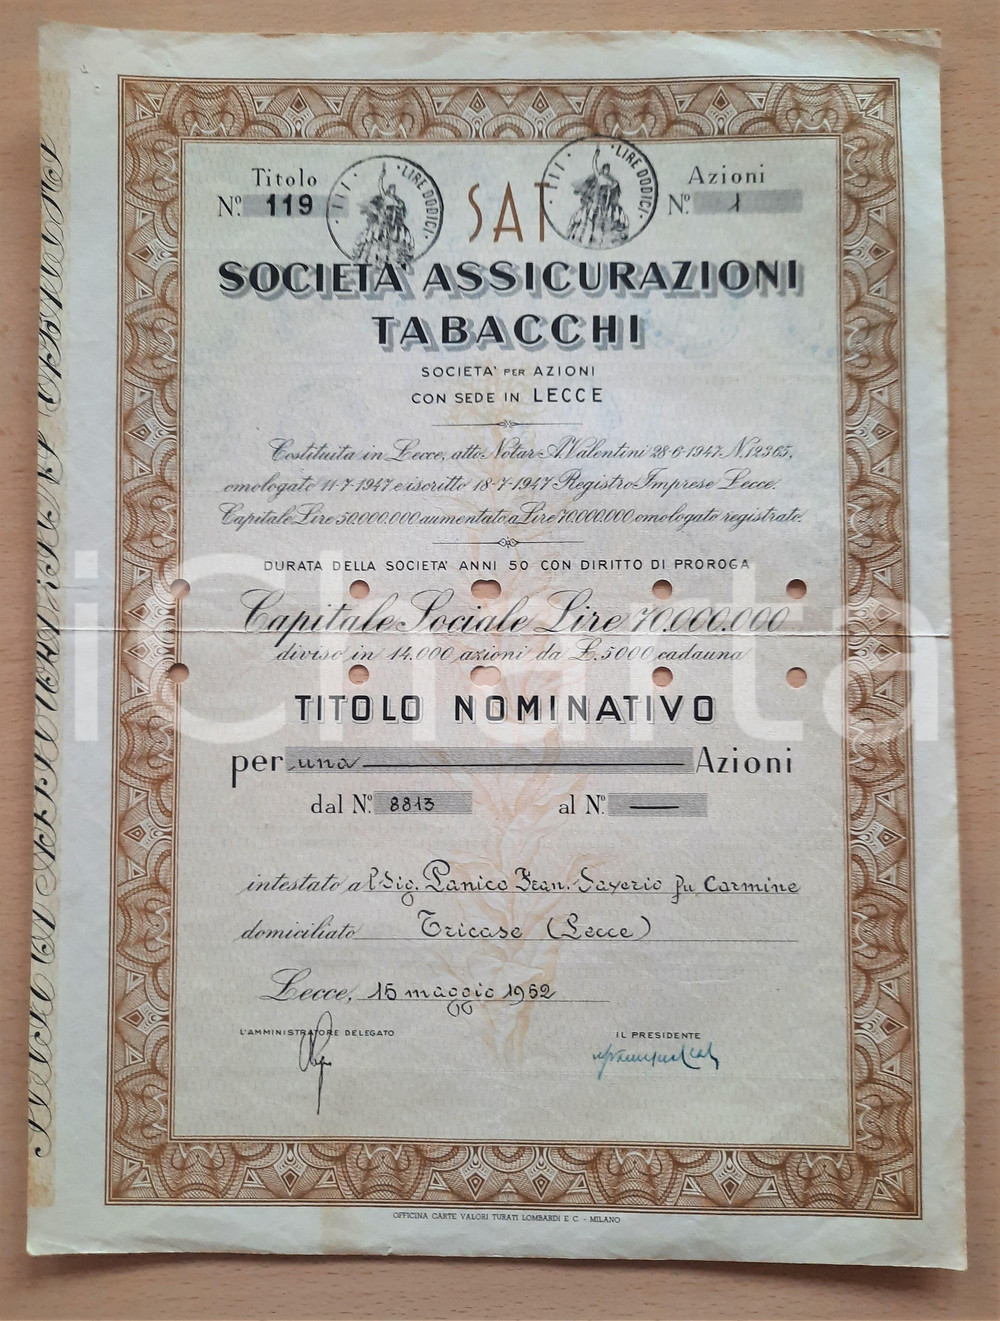 Titolo
Nº. 119
LIRE DODICI
SAT
LIRE DODICI
Azioni
Nº. 1
SOCIETA' ASSICURAZIONI
TABACCHI
SOCIETA' PER AZIONI
CON SEDE IN LECCE
Costituita in Lecce, atto Notar A. Valentini 28-6-1947 N. 12365,
omologato 11-7-1947 e iscritto 18-7-1947 Registro Imprese Lecce.
Capitale Lire 50.000.000 aumentato a Lire 70.000.000 omologato registrato.
DURATA DELLA SOCIETA' ANNI 50 CON DIRITTO DI PROROGA
iCharta
Capitale Sociale Lire 70.000.000
diviso in 14.000 azioni da L. 5000 cadauna
TITOLO NOMINATIVO
per una Azioni
dal Nº. 8813 al Nº. —
intestato al Sig. Panico Fran. Saverio fu Carmine
domiciliato Tricase (Lecce)
Lecce, 15 maggio 1952
L'AMMINISTRATORE DELEGATO
IL PRESIDENTE
OFFICINA CARTE VALORI TURATI LOMBARDI E C. - MILANO